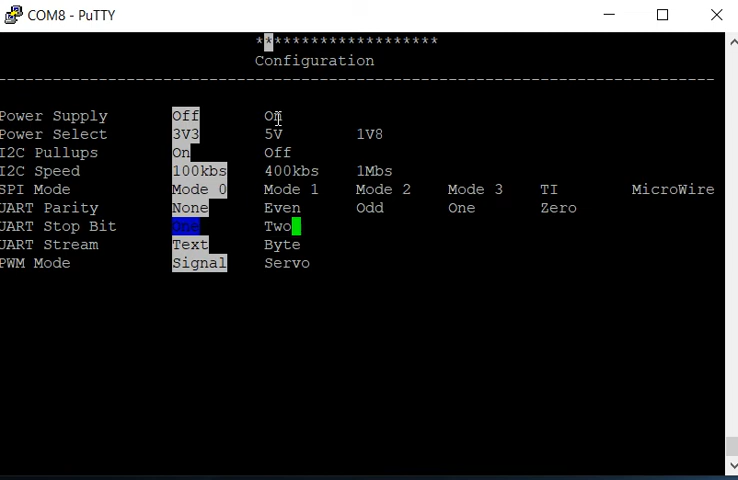 COM8 - PuTTY
********************
Configuration
--------------------------------------------------------------------------------
Power Supply Off On
Power Select 3V3 5V 1V8
I2C Pullups On Off
I2C Speed 100kbs 400kbs 1Mbs
SPI Mode Mode 0 Mode 1 Mode 2 Mode 3 TI MicroWire
UART Parity None Even Odd One Zero
UART Stop Bit One Two
UART Stream Text Byte
PWM Mode Signal Servo